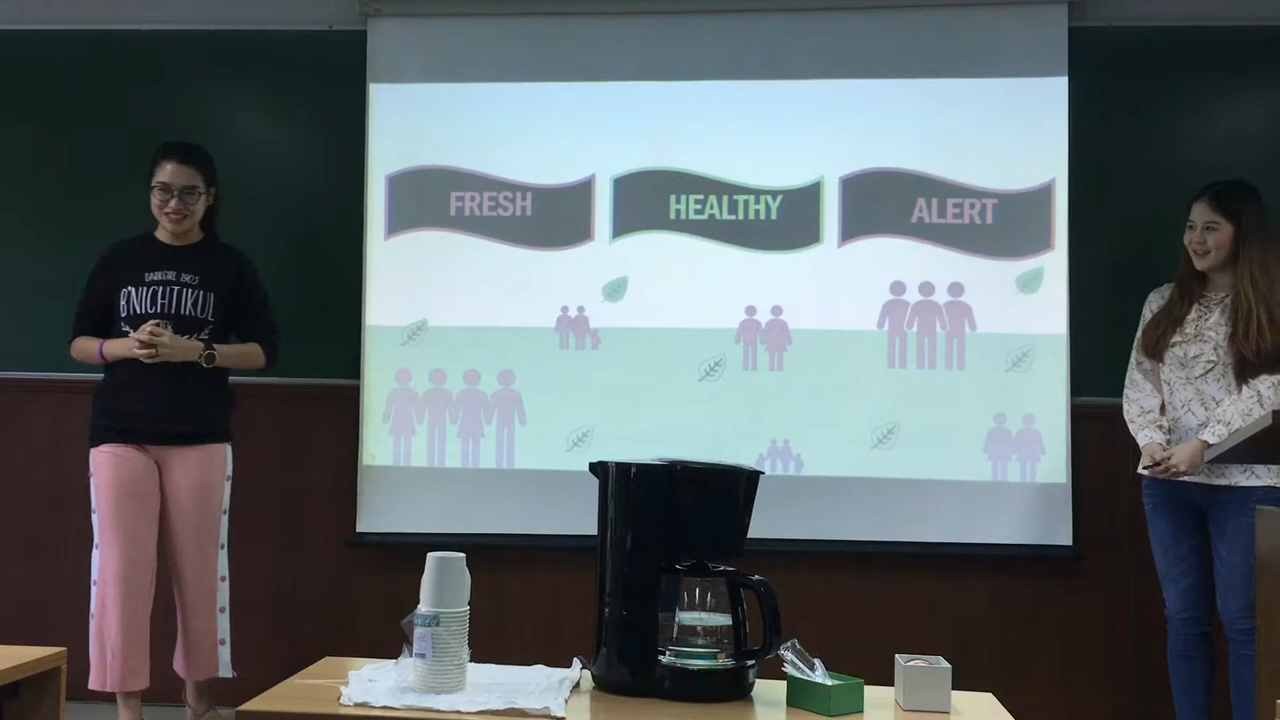 FRESH
HEALTHY
ALERT
DARKGIRL 1903
B'NICHTIKUL